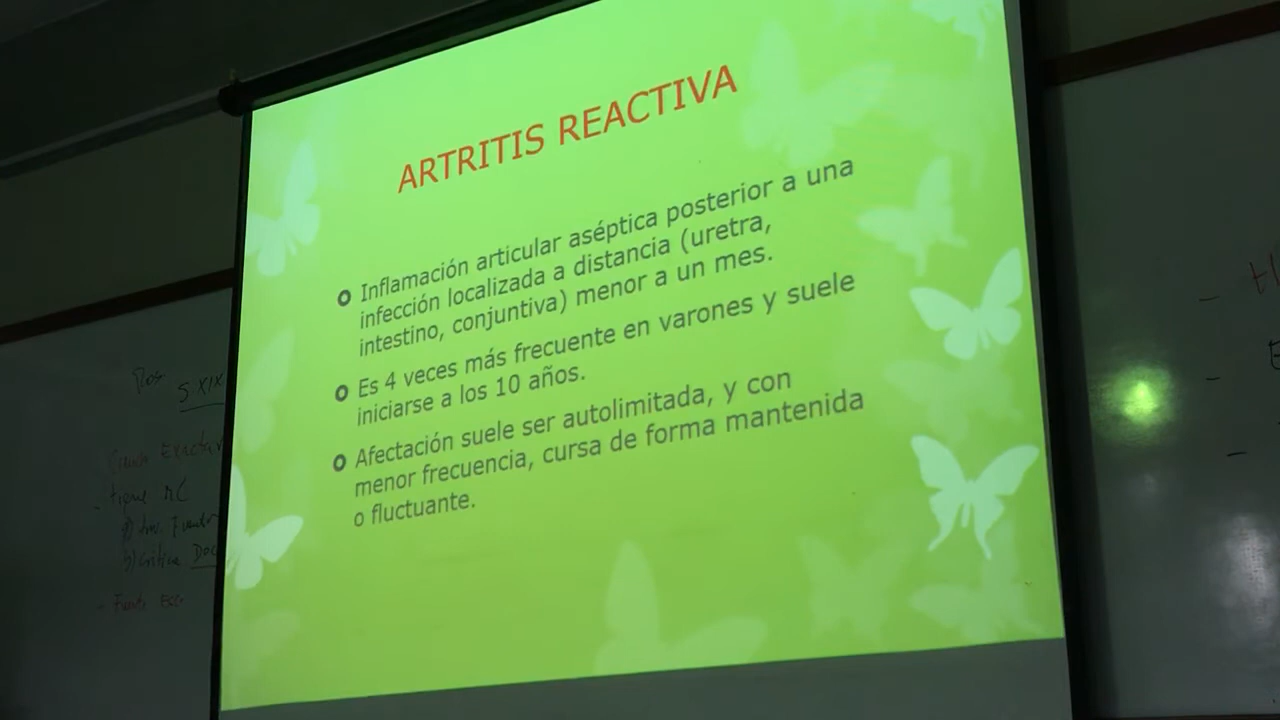 ARTRITIS REACTIVA
Inflamación articular aséptica posterior a una
infección localizada a distancia (uretra,
intestino, conjuntiva) menor a un mes.
Es 4 veces más frecuente en varones y suele
iniciarse a los 10 años.
Afectación suele ser autolimitada, y con
menor frecuencia, cursa de forma mantenida
o fluctuante.
S XIX
tiene